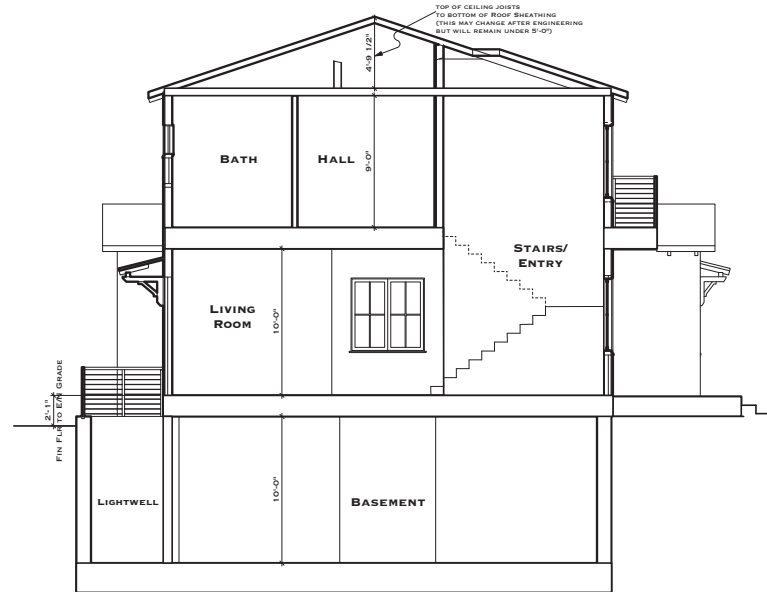 TOP OF CEILING JOISTS
TO BOTTOM OF ROOF SHEATHING
(THIS MAY CHANGE AFTER ENGINEERING
BUT WILL REMAIN UNDER 5'-0")
4'-9 1/2"
BATH
HALL
9'-0"
STAIRS/
ENTRY
LIVING
ROOM
10'-0"
2'-1"
FIN FLR TO E/N GRADE
LIGHTWELL
10'-0"
BASEMENT